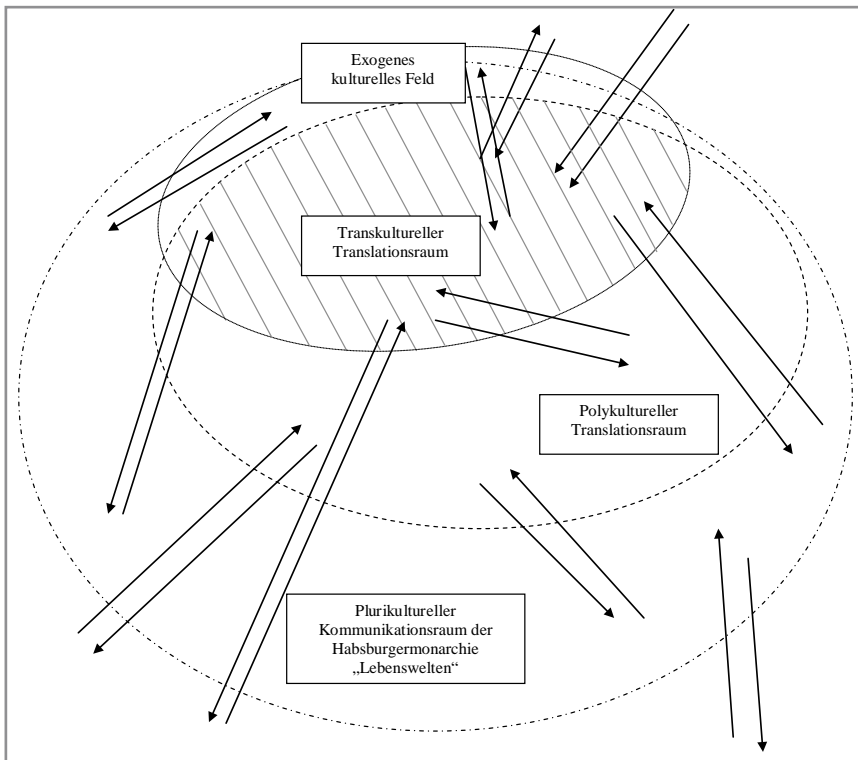 Exogenes
kulturelles Feld
Transkultureller
Translationsraum
Polykultureller
Translationsraum
Plurikultureller
Kommunikationsraum der
Habsburgermonarchie
„Lebenswelten“